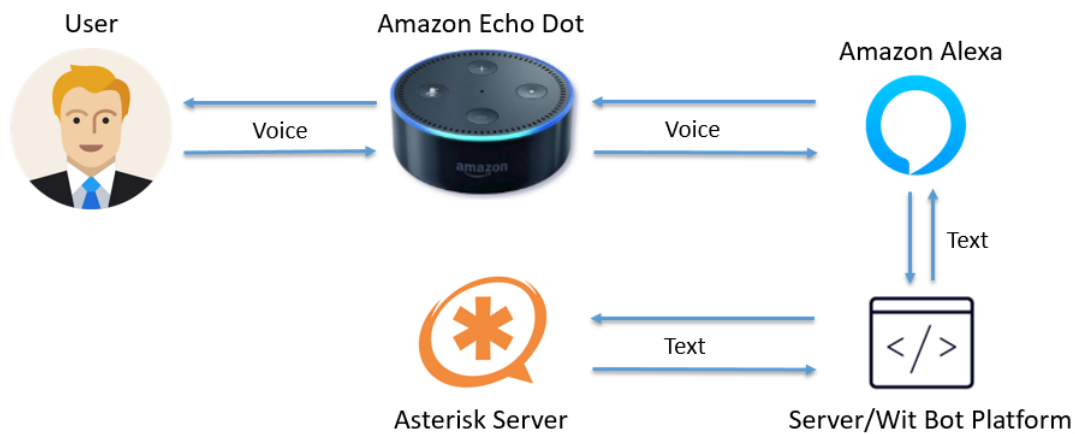 User
Amazon Echo Dot
Amazon Alexa
Voice
Voice
amazon
Text
Text
</>
Asterisk Server
Server/Wit Bot Platform